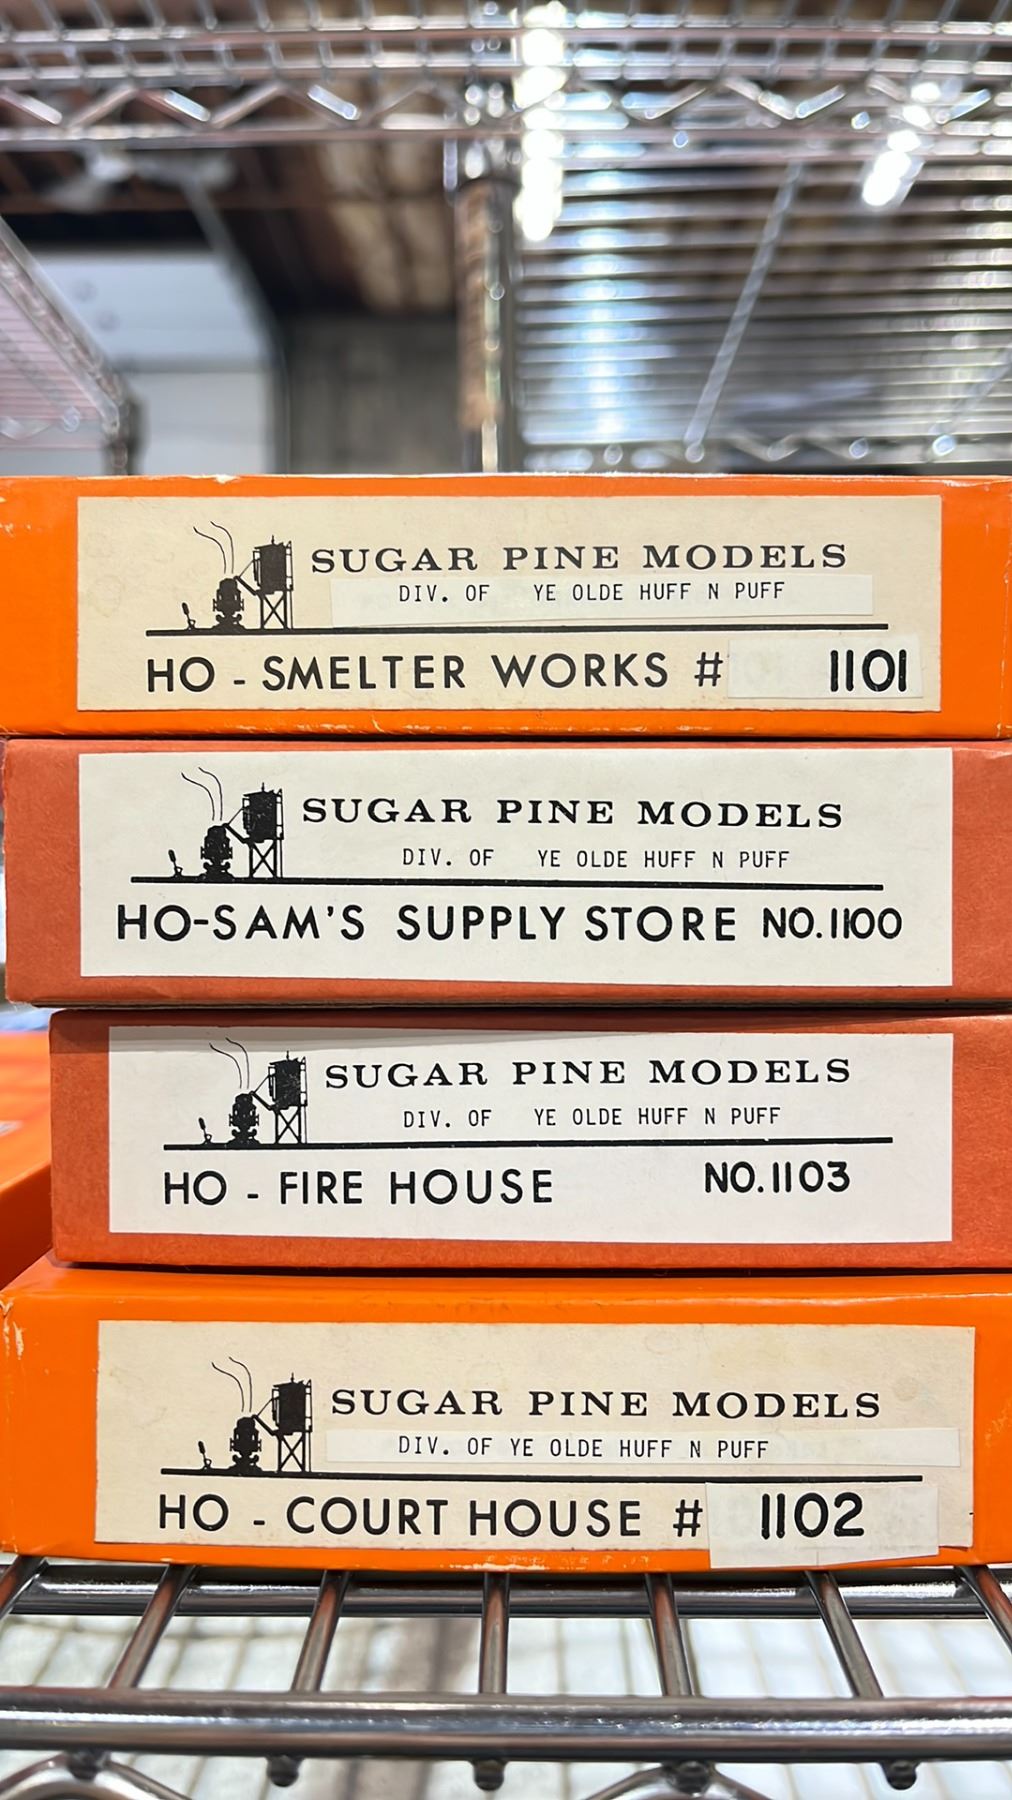 SUGAR PINE MODELS
DIV. OF YE OLDE HUFF N PUFF
HO - SMELTER WORKS # 1101
SUGAR PINE MODELS
DIV. OF YE OLDE HUFF N PUFF
HO-SAM'S SUPPLY STORE NO.1100
SUGAR PINE MODELS
DIV. OF YE OLDE HUFF N PUFF
HO - FIRE HOUSE NO.1103
SUGAR PINE MODELS
DIV. OF YE OLDE HUFF N PUFF
HO - COURT HOUSE # 1102